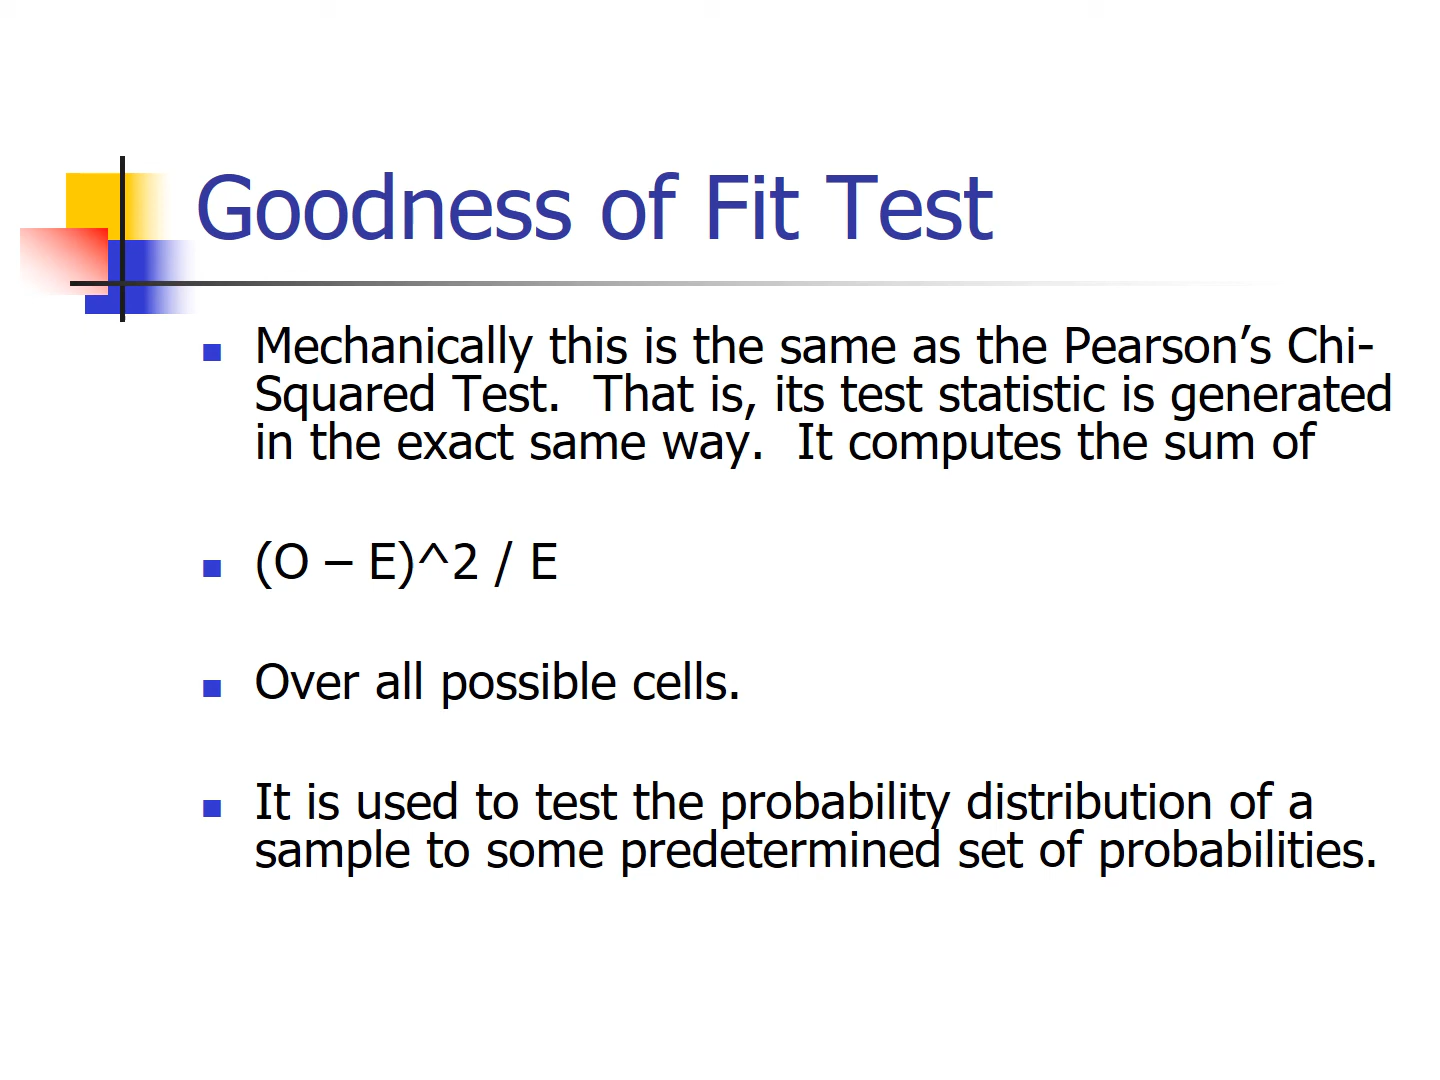 Goodness of Fit Test
Mechanically this is the same as the Pearson’s Chi-
Squared Test.  That is, its test statistic is generated
in the exact same way.  It computes the sum of
(O – E)^2 / E
Over all possible cells.
It is used to test the probability distribution of a
sample to some predetermined set of probabilities.